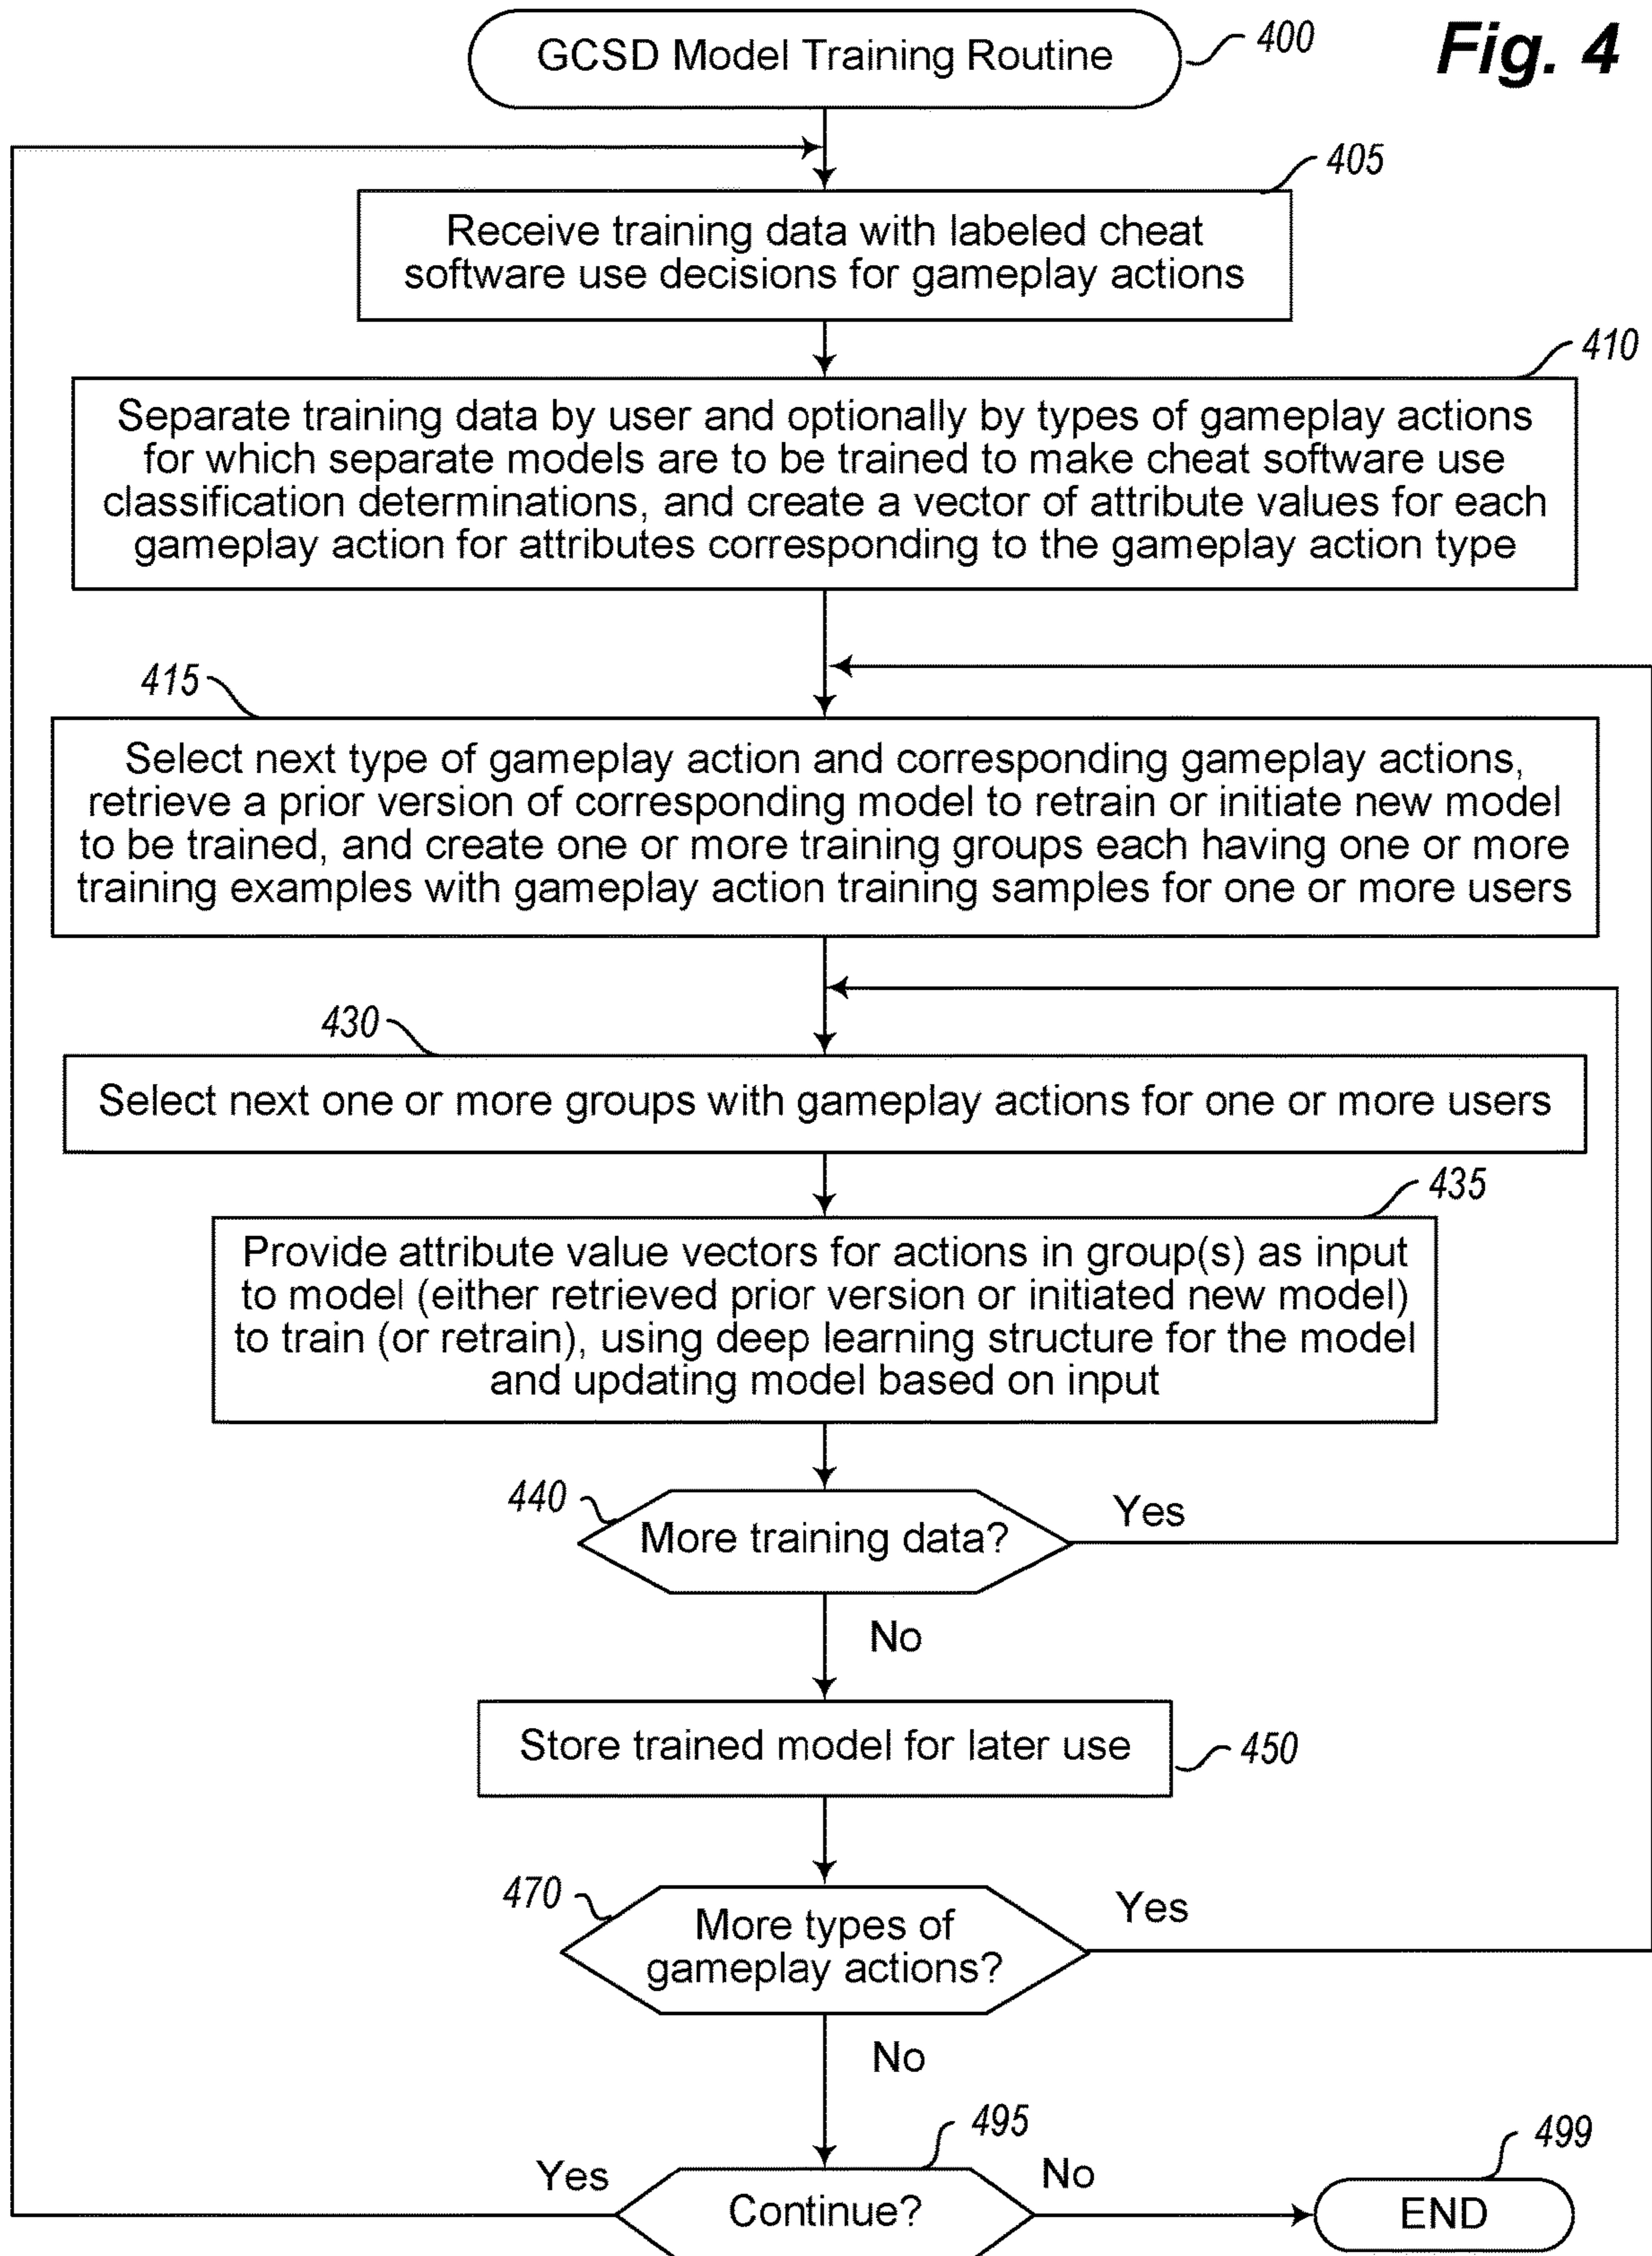 GCSD Model Training Routine
400
Fig. 4
405
Receive training data with labeled cheat
software use decisions for gameplay actions
410
Separate training data by user and optionally by types of gameplay actions
for which separate models are to be trained to make cheat software use
classification determinations, and create a vector of attribute values for each
gameplay action for attributes corresponding to the gameplay action type
415
Select next type of gameplay action and corresponding gameplay actions,
retrieve a prior version of corresponding model to retrain or initiate new model
to be trained, and create one or more training groups each having one or more
training examples with gameplay action training samples for one or more users
430
Select next one or more groups with gameplay actions for one or more users
435
Provide attribute value vectors for actions in group(s) as input
to model (either retrieved prior version or initiated new model)
to train (or retrain), using deep learning structure for the model
and updating model based on input
440
More training data?
Yes
No
Store trained model for later use
450
470
More types of
gameplay actions?
Yes
No
495
Yes
Continue?
No
499
END